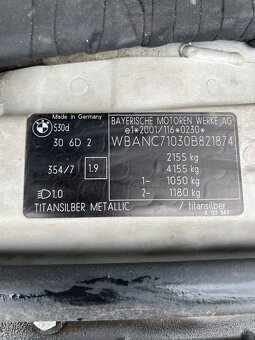 Made in Germany
BMW
530d
30 6D 2
354/7 1.9
1.0
TITANSILBER METALLIC
BAYERISCHE MOTOREN WERKE AG
e1*2001/116*0230*
WBANC71030B821874
2155 kg
4155 kg
1- 1050 kg
2- 1180 kg
/ titansilber